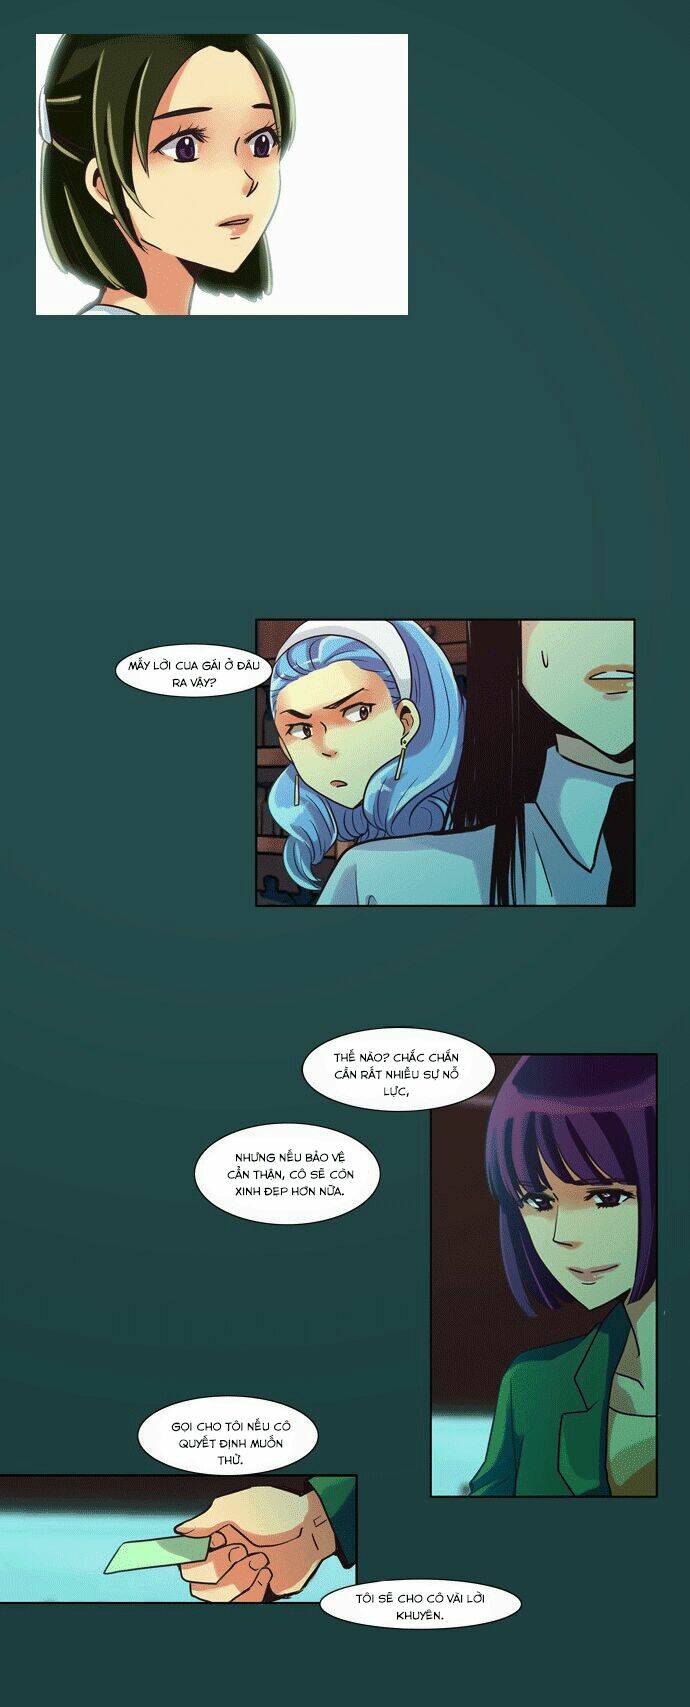 MẤY LỜI CUA GÁI Ở ĐÂU
RA VẬY?
THẾ NÀO? CHẮC CHẮN
CẦN RẤT NHIỀU SỰ NỖ
LỰC,
NHƯNG NẾU BẢO VỆ
CẨN THẬN, CÔ SẼ CÒN
XINH ĐẸP HƠN NỮA.
GỌI CHO TÔI NẾU CÔ
QUYẾT ĐỊNH MUỐN
THỬ.
TÔI SẼ CHO CÔ VÀI LỜI
KHUYÊN.